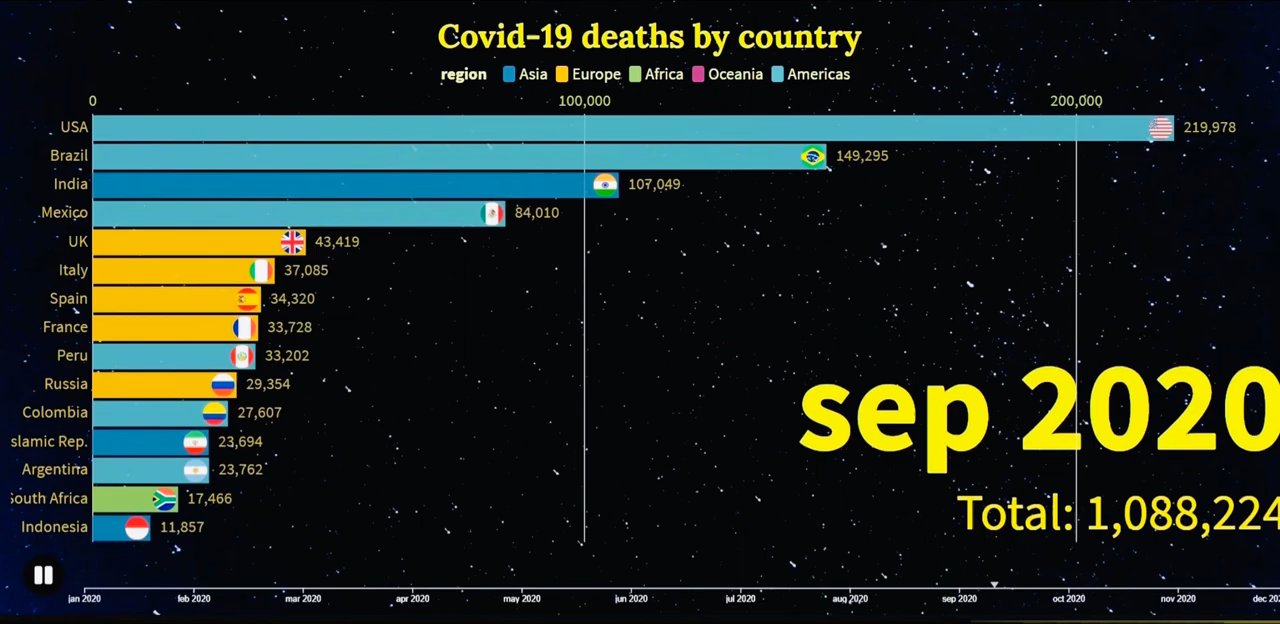 Covid-19 deaths by country
region Asia Europe Africa Oceania Americas
0 100,000 200,000
USA 219,978
Brazil 149,295
India 107,049
Mexico 84,010
UK 43,419
Italy 37,085
Spain 34,320
France 33,728
Peru 33,202
Russia 29,354
Colombia 27,607
slamic Rep. 23,694
Argentina 23,762
South Africa 17,466
Indonesia 11,857
sep 2020
Total: 1,088,224
jan 2020 feb 2020 mar 2020 apr 2020 may 2020 jun 2020 jul 2020 aug 2020 sep 2020 oct 2020 nov 2020 dec 202